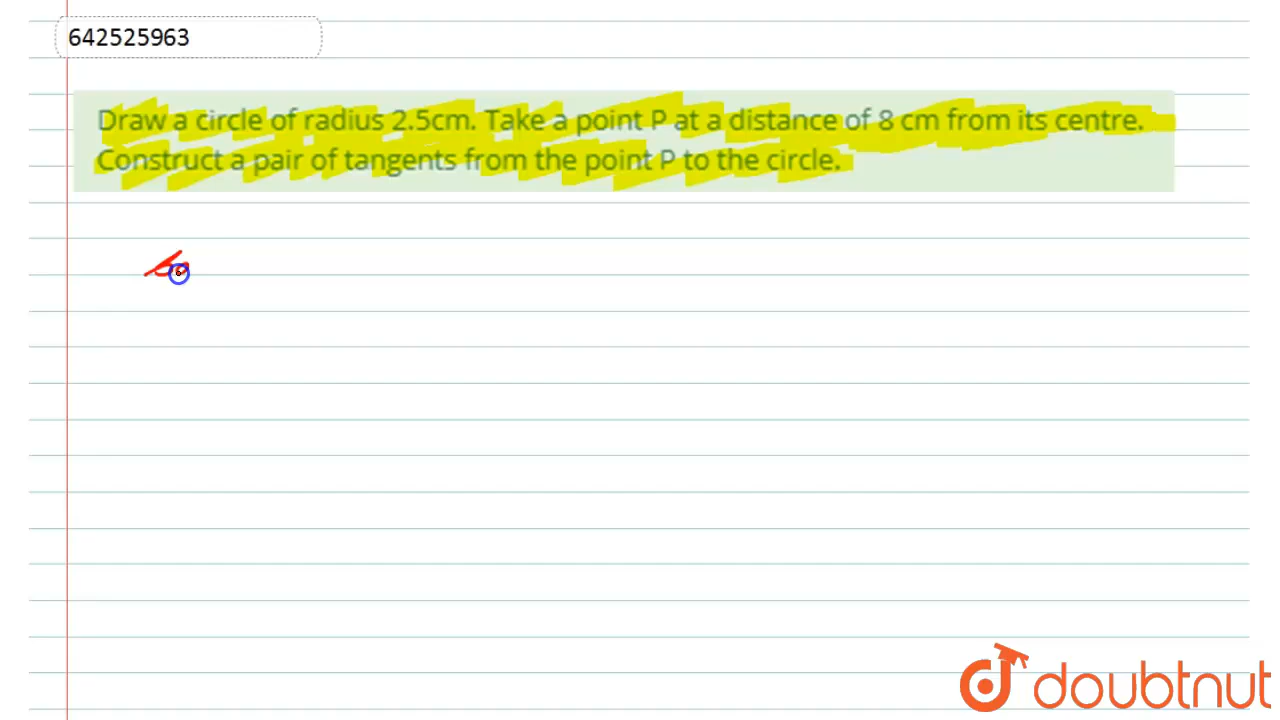 642525963
Draw a circle of radius 2.5cm. Take a point P at a distance of 8 cm from its centre.
Construct a pair of tangents from the point P to the circle.
doubtnut